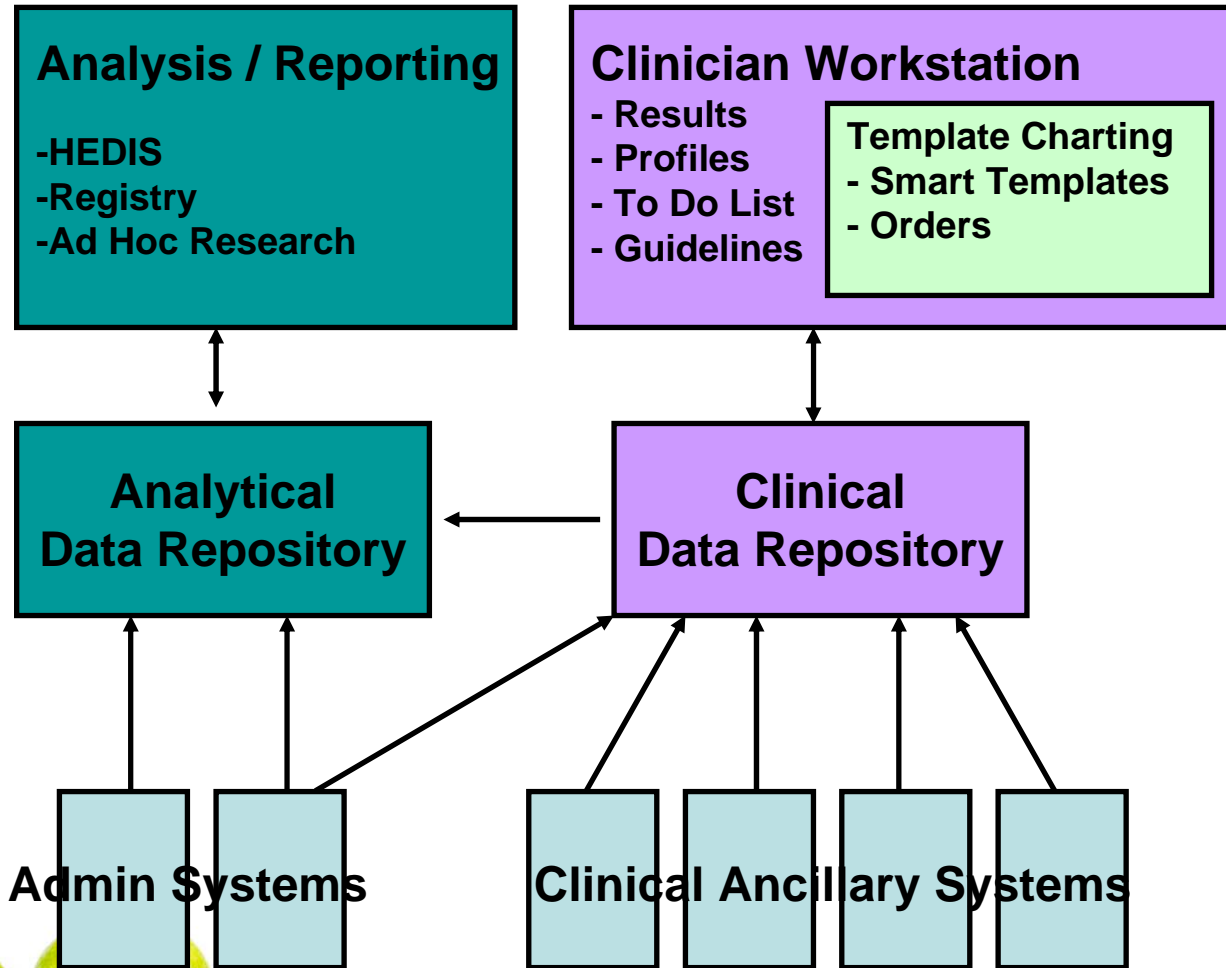 Analysis / Reporting
-HEDIS
-Registry
-Ad Hoc Research
Clinician Workstation
- Results
- Profiles
- To Do List
- Guidelines
Template Charting
- Smart Templates
- Orders
Analytical
Data Repository
Clinical
Data Repository
Admin Systems
Clinical Ancillary Systems